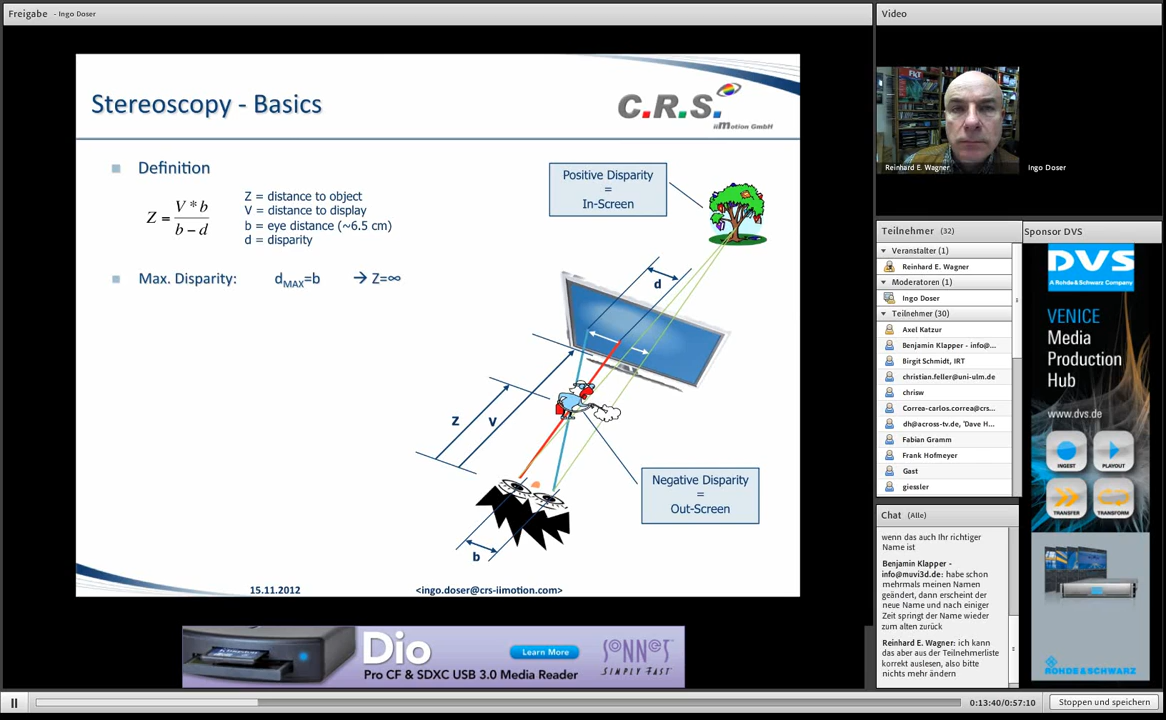 Freigabe - Ingo Doser
Stereoscopy - Basics
C.R.S.
iiMotion GmbH
Definition
Z = V * b / b − d
Z = distance to object
V = distance to display
b = eye distance (~6.5 cm)
d = disparity
Max. Disparity: dMAX=b → Z=∞
Positive Disparity
=
In-Screen
d
Z
V
Negative Disparity
=
Out-Screen
b
15.11.2012
<ingo.doser@crs-iimotion.com>
Dio
Pro CF & SDXC USB 3.0 Media Reader
Learn More
SONNET
SIMPLY FAST
Video
Reinhard E. Wagner
Ingo Doser
Teilnehmer (32)
Veranstalter (1)
Reinhard E. Wagner
Moderatoren (1)
Ingo Doser
Teilnehmer (30)
Axel Katzur
Benjamin Klapper - info@...
Birgit Schmidt, IRT
christian.feller@uni-ulm.de
chrisw
Correa-carlos.correa@crs...
dh@across-tv.de, 'Dave H...
Fabian Gramm
Frank Hofmeyer
Gast
giessler
Chat (Alle)
wenn das auch Ihr richtiger
Name ist
Benjamin Klapper -
info@muvi3d.de: habe schon
mehrmals meinen Namen
geändert, dann erscheint der
neue Name und nach einiger
Zeit springt der Name wieder
zum alten zurück
Reinhard E. Wagner: ich kann
das aber aus der Teilnehmerliste
korrekt auslesen, also bitte
nichts mehr ändern
Sponsor DVS
DVS
A Rohde&Schwarz Company
VENICE
Media
Production
Hub
www.dvs.de
INGEST
PLAYOUT
TRANSFER
TRANSFORM
ROHDE&SCHWARZ
0:13:40/0:57:10
Stoppen und speichern